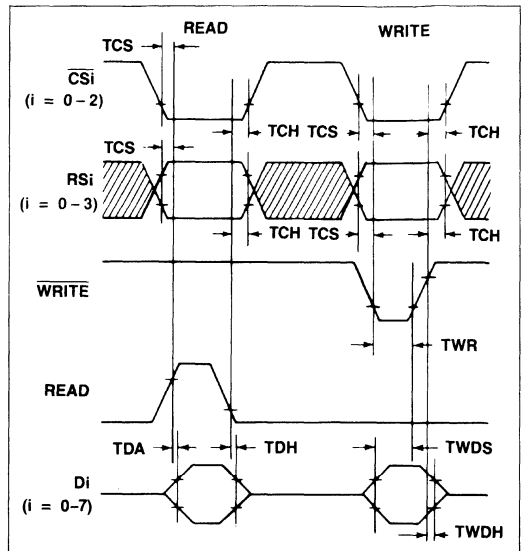 READ WRITE
TCS
CSi
(i = 0-2)
TCH TCS TCH
TCS
RSi
(i = 0-3)
TCH TCS TCH
WRITE
TWR
READ
TDA TDH TWDS
Di
(i = 0-7)
TWDH